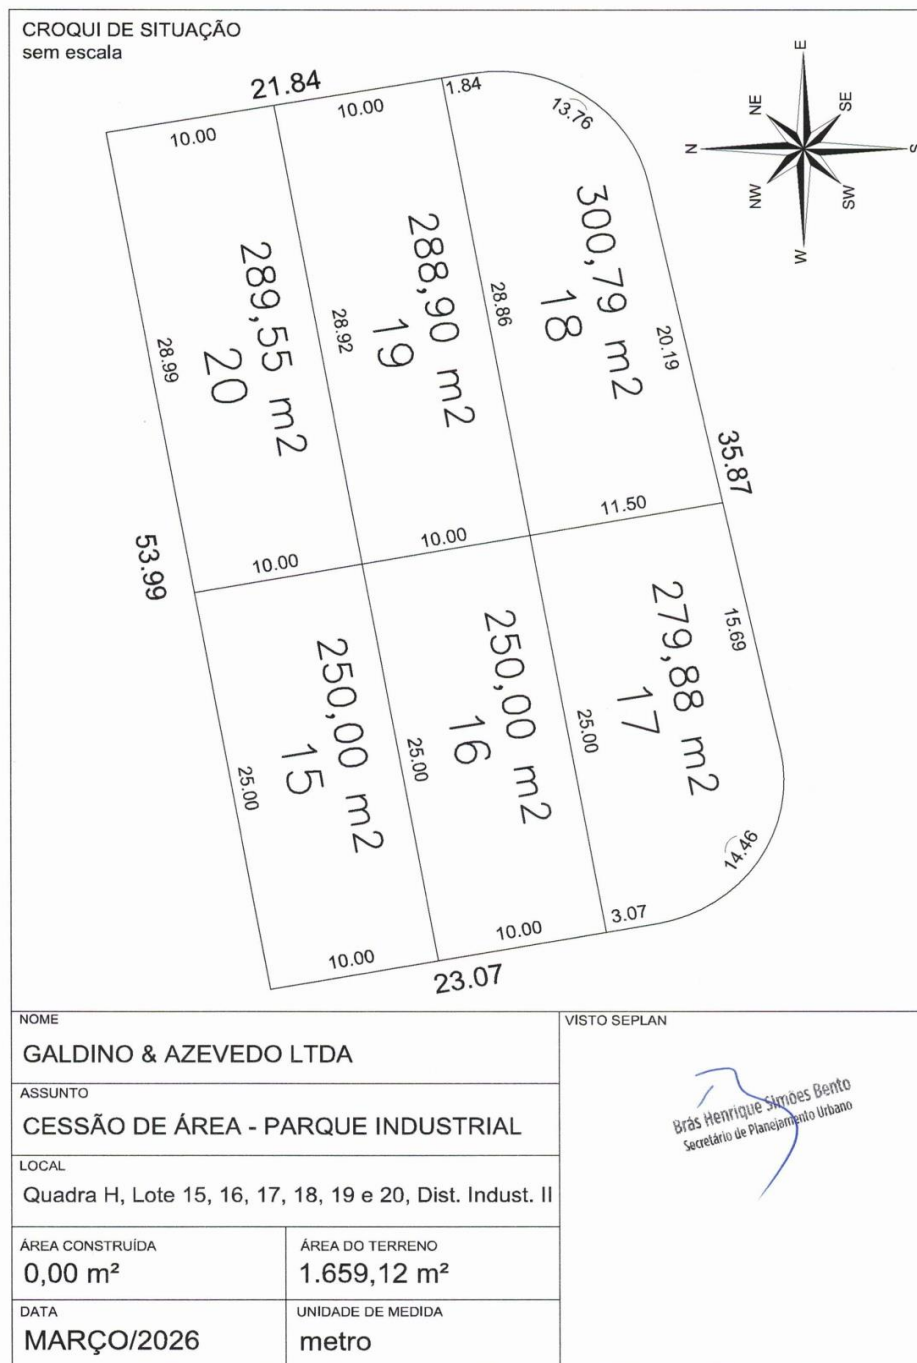 CROQUI DE SITUAÇÃO
sem escala
E
NE
SE
N
S
NW
SW
W
21.84
10.00
10.00
1.84
13.76
28.99
289,55 m2
20
28.92
288,90 m2
19
28.86
300,79 m2
18
20.19
35.87
53.99
10.00
10.00
11.50
25.00
250,00 m2
15
25.00
250,00 m2
16
25.00
279,88 m2
17
15.69
14.46
10.00
10.00
3.07
23.07
NOME
GALDINO & AZEVEDO LTDA
ASSUNTO
CESSÃO DE ÁREA - PARQUE INDUSTRIAL
LOCAL
Quadra H, Lote 15, 16, 17, 18, 19 e 20, Dist. Indust. II
ÁREA CONSTRUÍDA
0,00 m²
ÁREA DO TERRENO
1.659,12 m²
DATA
MARÇO/2026
UNIDADE DE MEDIDA
metro
VISTO SEPLAN
Brás Henrique Simões Bento
Secretário de Planejamento Urbano